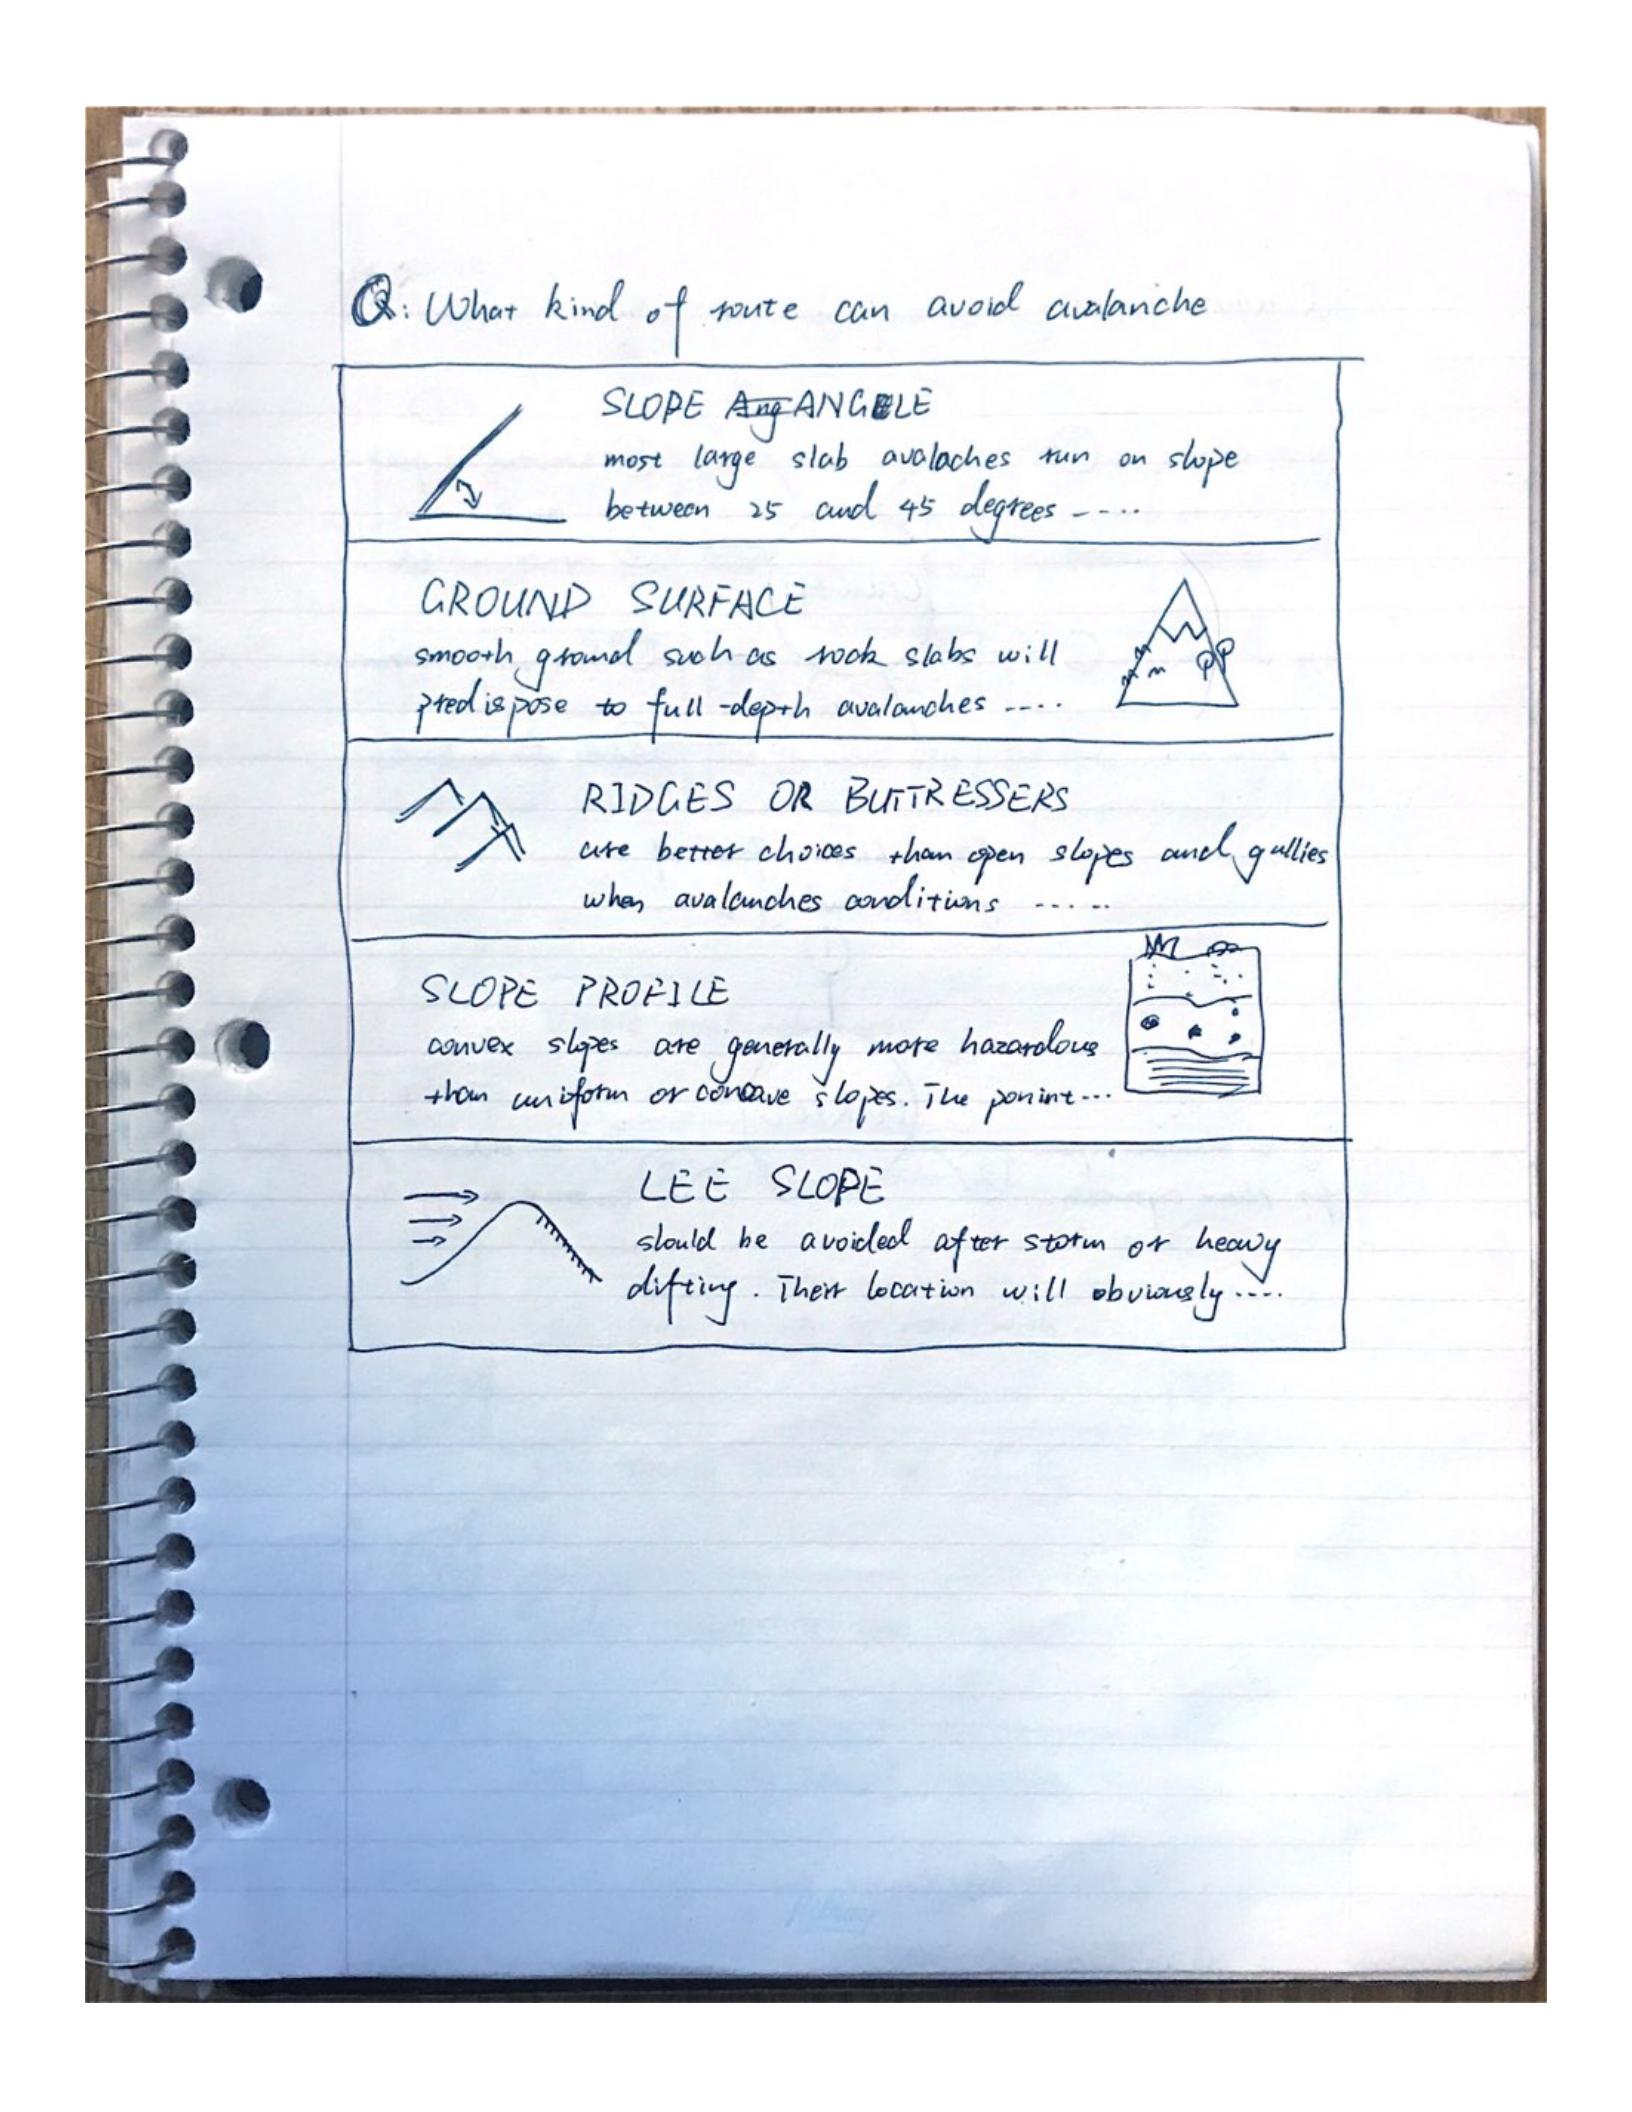 Q: What kind of route can avoid avalanche
SLOPE Ang ANGLE
most large slab avalaches run on slope
between 25 and 45 degrees -----
GROUND SURFACE
smooth ground such as rock slabs will
predispose to full-depth avalanches ----
RIDGES OR BUTTRESSERS
are better choices than open slopes and gullies
when avalanches conditions -----
SLOPE PROFILE
convex slopes are generally more hazardous
than uniform or concave slopes. The ponint...
LEE SLOPE
should be avoided after storm or heavy
difting. Their location will obviously ....